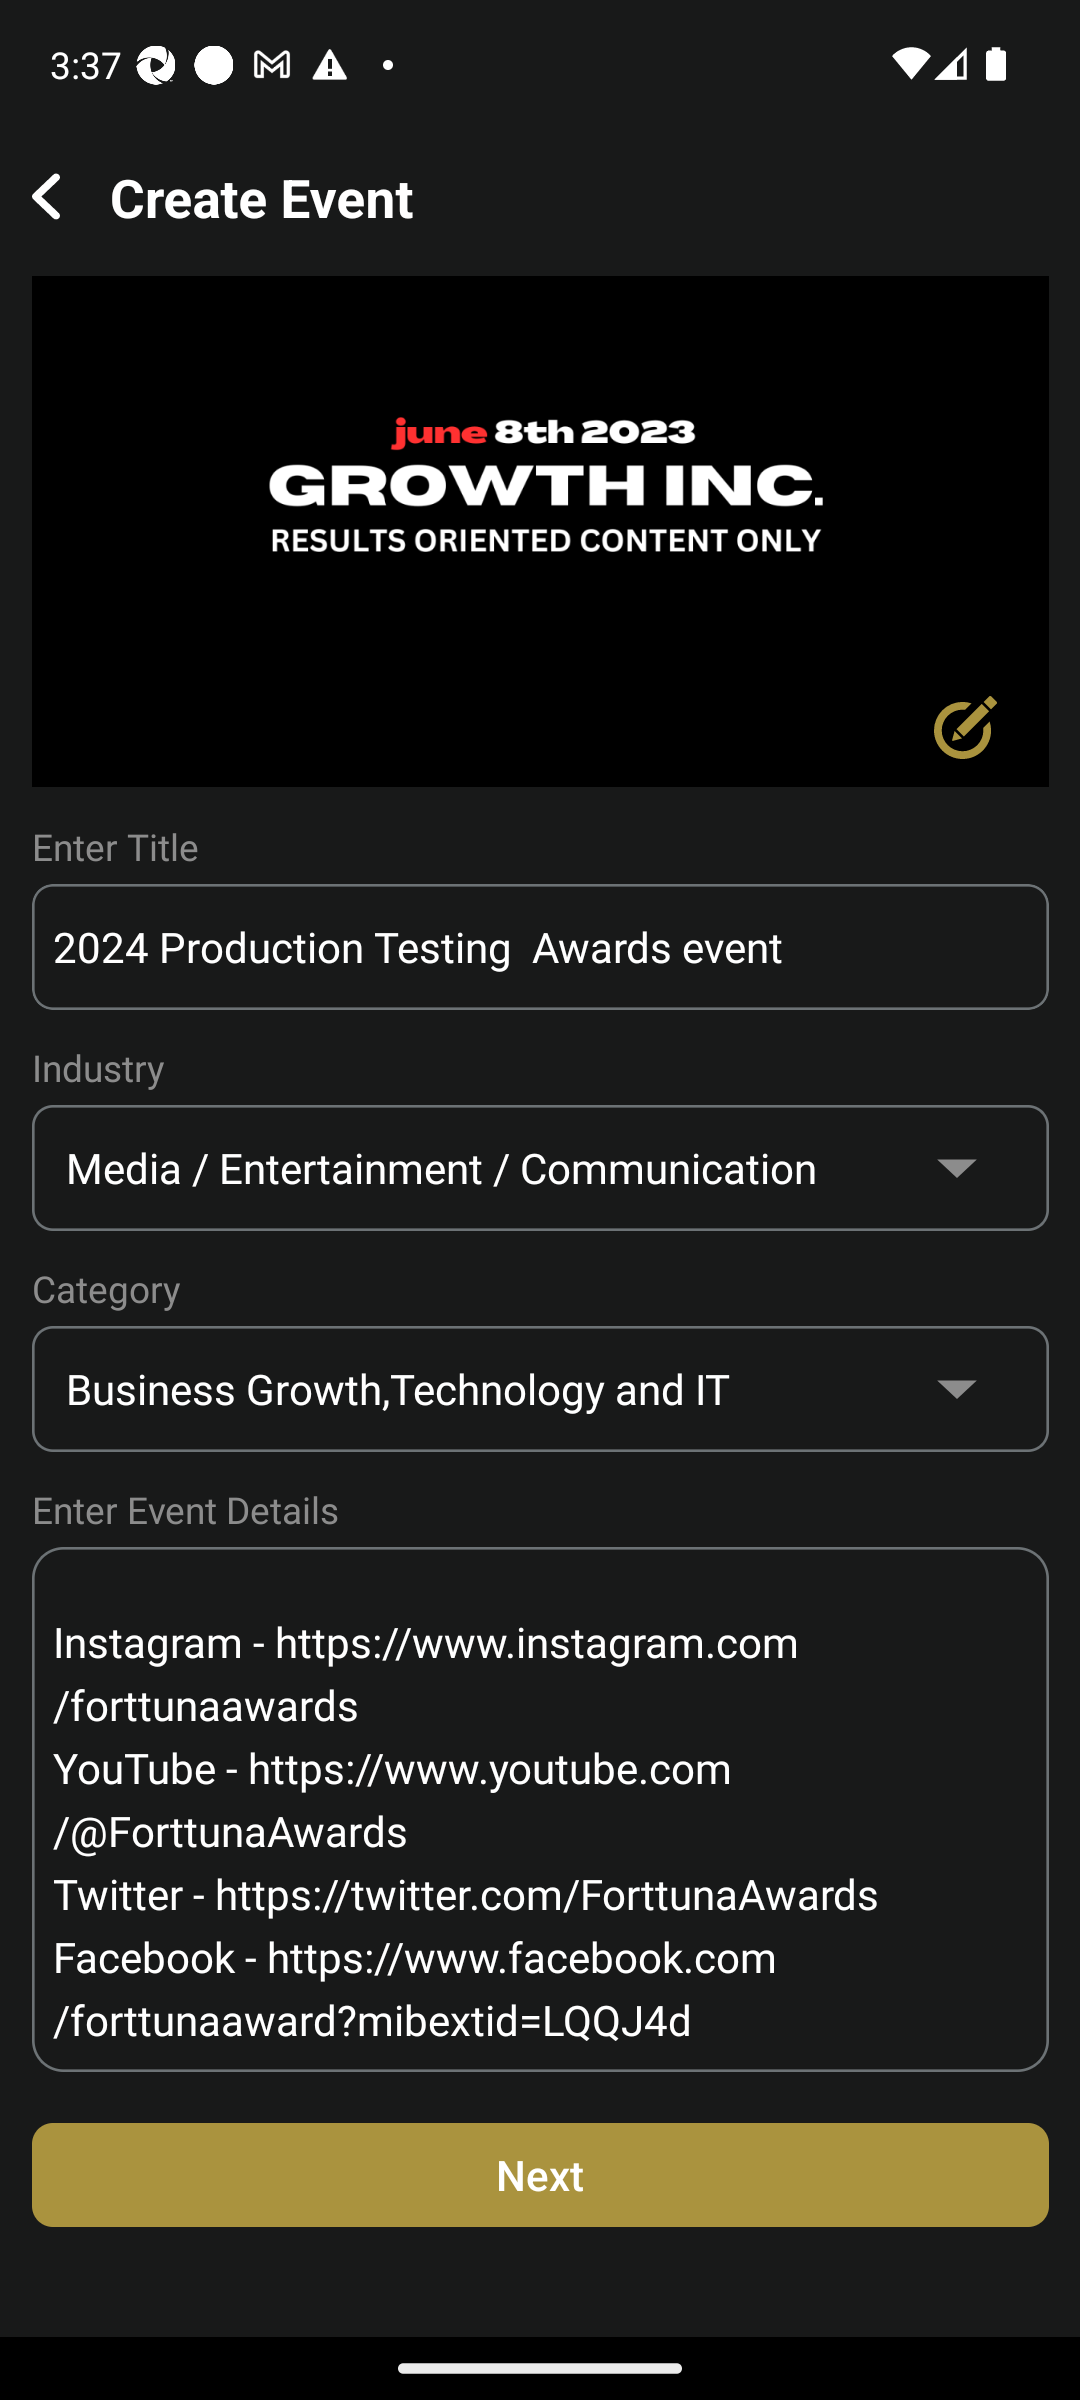 3:37
Create Event
june 8th 2023
GROWTH INC.
RESULTS ORIENTED CONTENT ONLY
Enter Title
2024 Production Testing  Awards event
Industry
Media / Entertainment / Communication
Category
Business Growth,Technology and IT
Enter Event Details
Instagram - https://www.instagram.com
/forttunaawards
YouTube - https://www.youtube.com
/@ForttunaAwards
Twitter - https://twitter.com/ForttunaAwards
Facebook - https://www.facebook.com
/forttunaaward?mibextid=LQQJ4d
Next